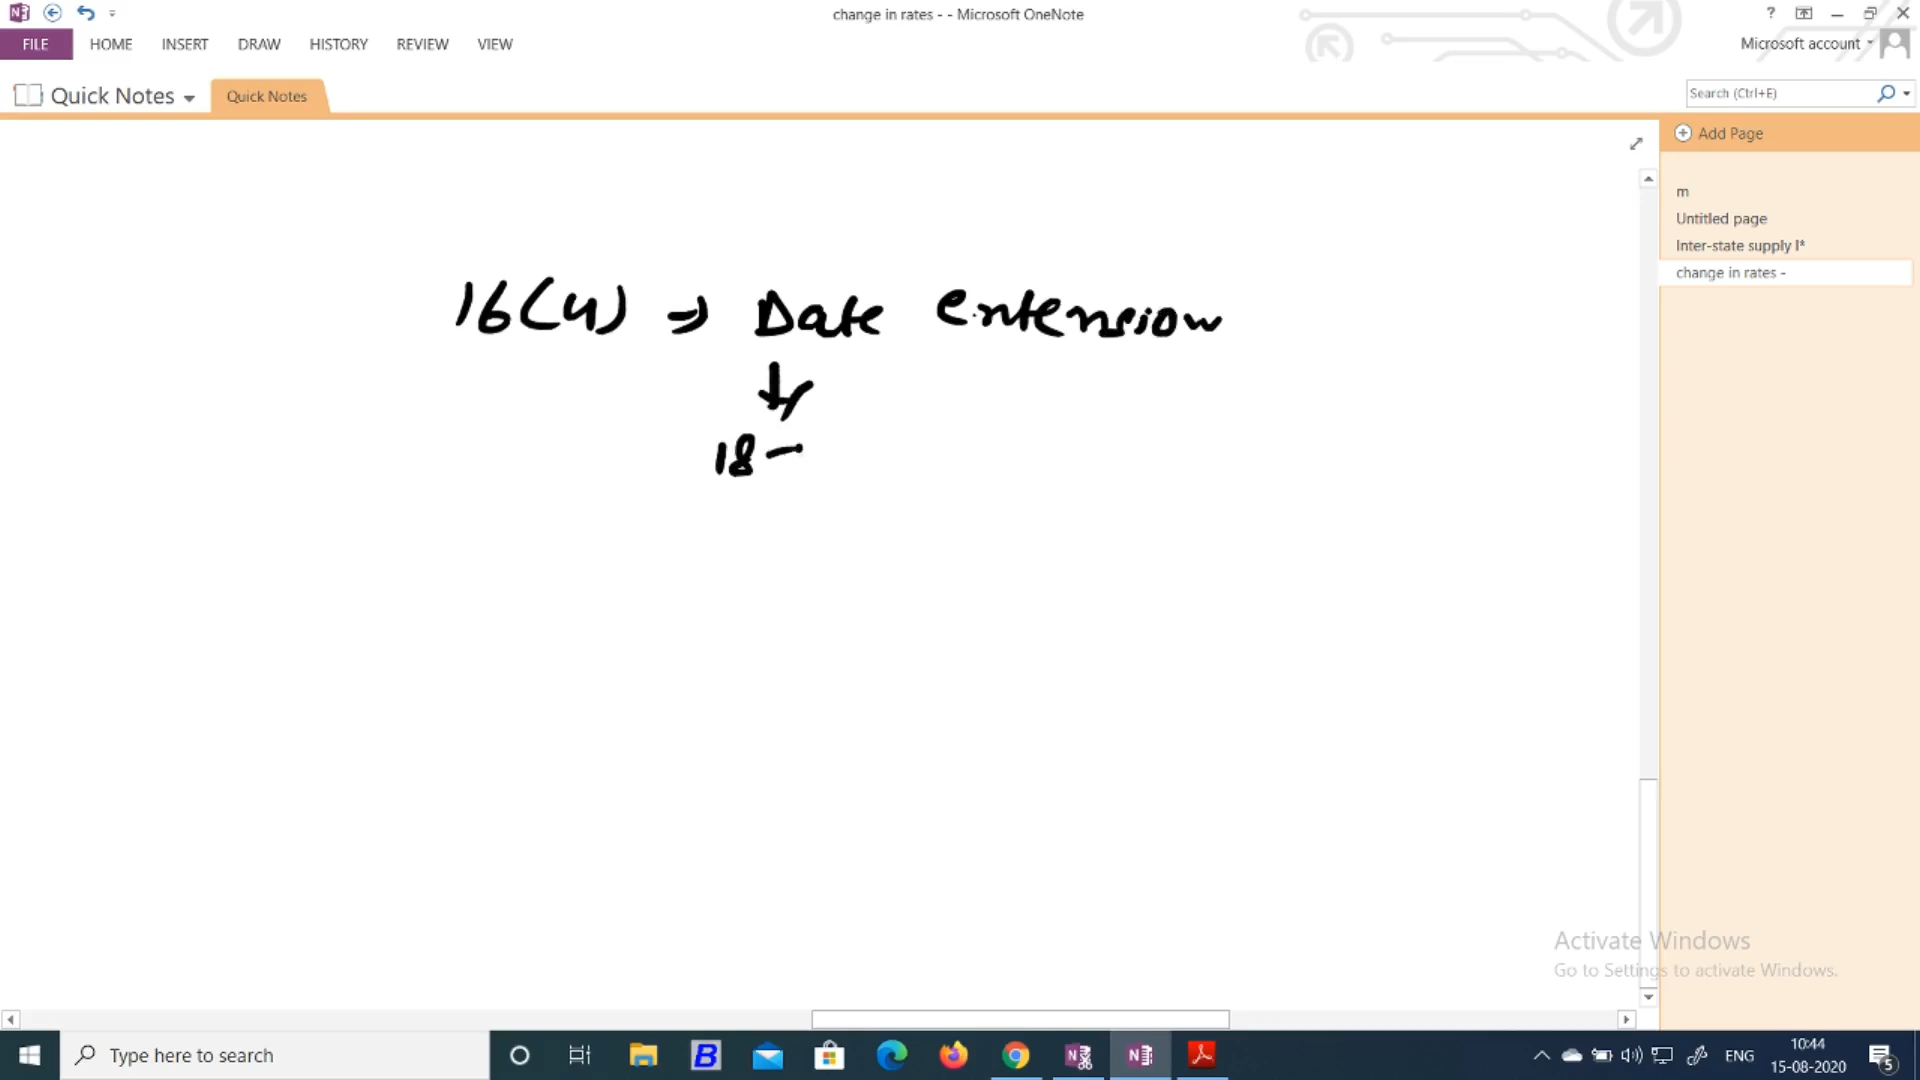 change in rates - - Microsoft OneNote
?
FILE HOME INSERT DRAW HISTORY REVIEW VIEW
Microsoft account
Quick Notes
Quick Notes
Search (Ctrl+E)
Add Page
m
Untitled page
Inter-state supply I*
change in rates -
16(4) ⇒ Date Extension
18 -
Activate Windows
Go to Settings to activate Windows.
Type here to search
ENG
10:44
15-08-2020
5